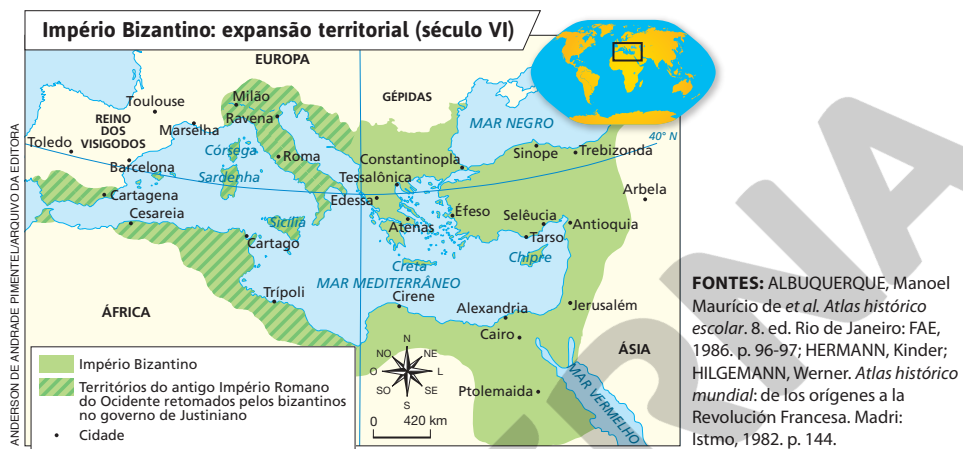 Império Bizantino: expansão territorial (século VI)
EUROPA
GÉPIDAS
MAR NEGRO
40° N
Milão
Toulouse
Ravena
REINO
DOS
VISIGODOS
Marselha
Toledo
Córsega
Roma
Constantinopla
Sinope
Trebizonda
Barcelona
Sardenha
Tessalônica
Arbela
Cartagena
Edessa
Éfeso
Selêucia
Cesareia
Sicília
Atenas
Antioquia
Cartago
Tarso
Chipre
Creta
MAR MEDITERRÂNEO
Trípoli
Cirene
Alexandria
Jerusalém
ÁFRICA
Cairo
ÁSIA
N
NO
NE
O
L
SO
SE
S
Ptolemaida
MAR VERMELHO
0 420 km
Império Bizantino
Territórios do antigo Império Romano
do Ocidente retomados pelos bizantinos
no governo de Justiniano
Cidade
ANDERSON DE ANDRADE PIMENTEL/ARQUIVO DA EDITORA
FONTES: ALBUQUERQUE, Manoel
Maurício de et al. Atlas histórico
escolar. 8. ed. Rio de Janeiro: FAE,
1986. p. 96-97; HERMANN, Kinder;
HILGEMANN, Werner. Atlas histórico
mundial: de los orígenes a la
Revolución Francesa. Madri:
Istmo, 1982. p. 144.